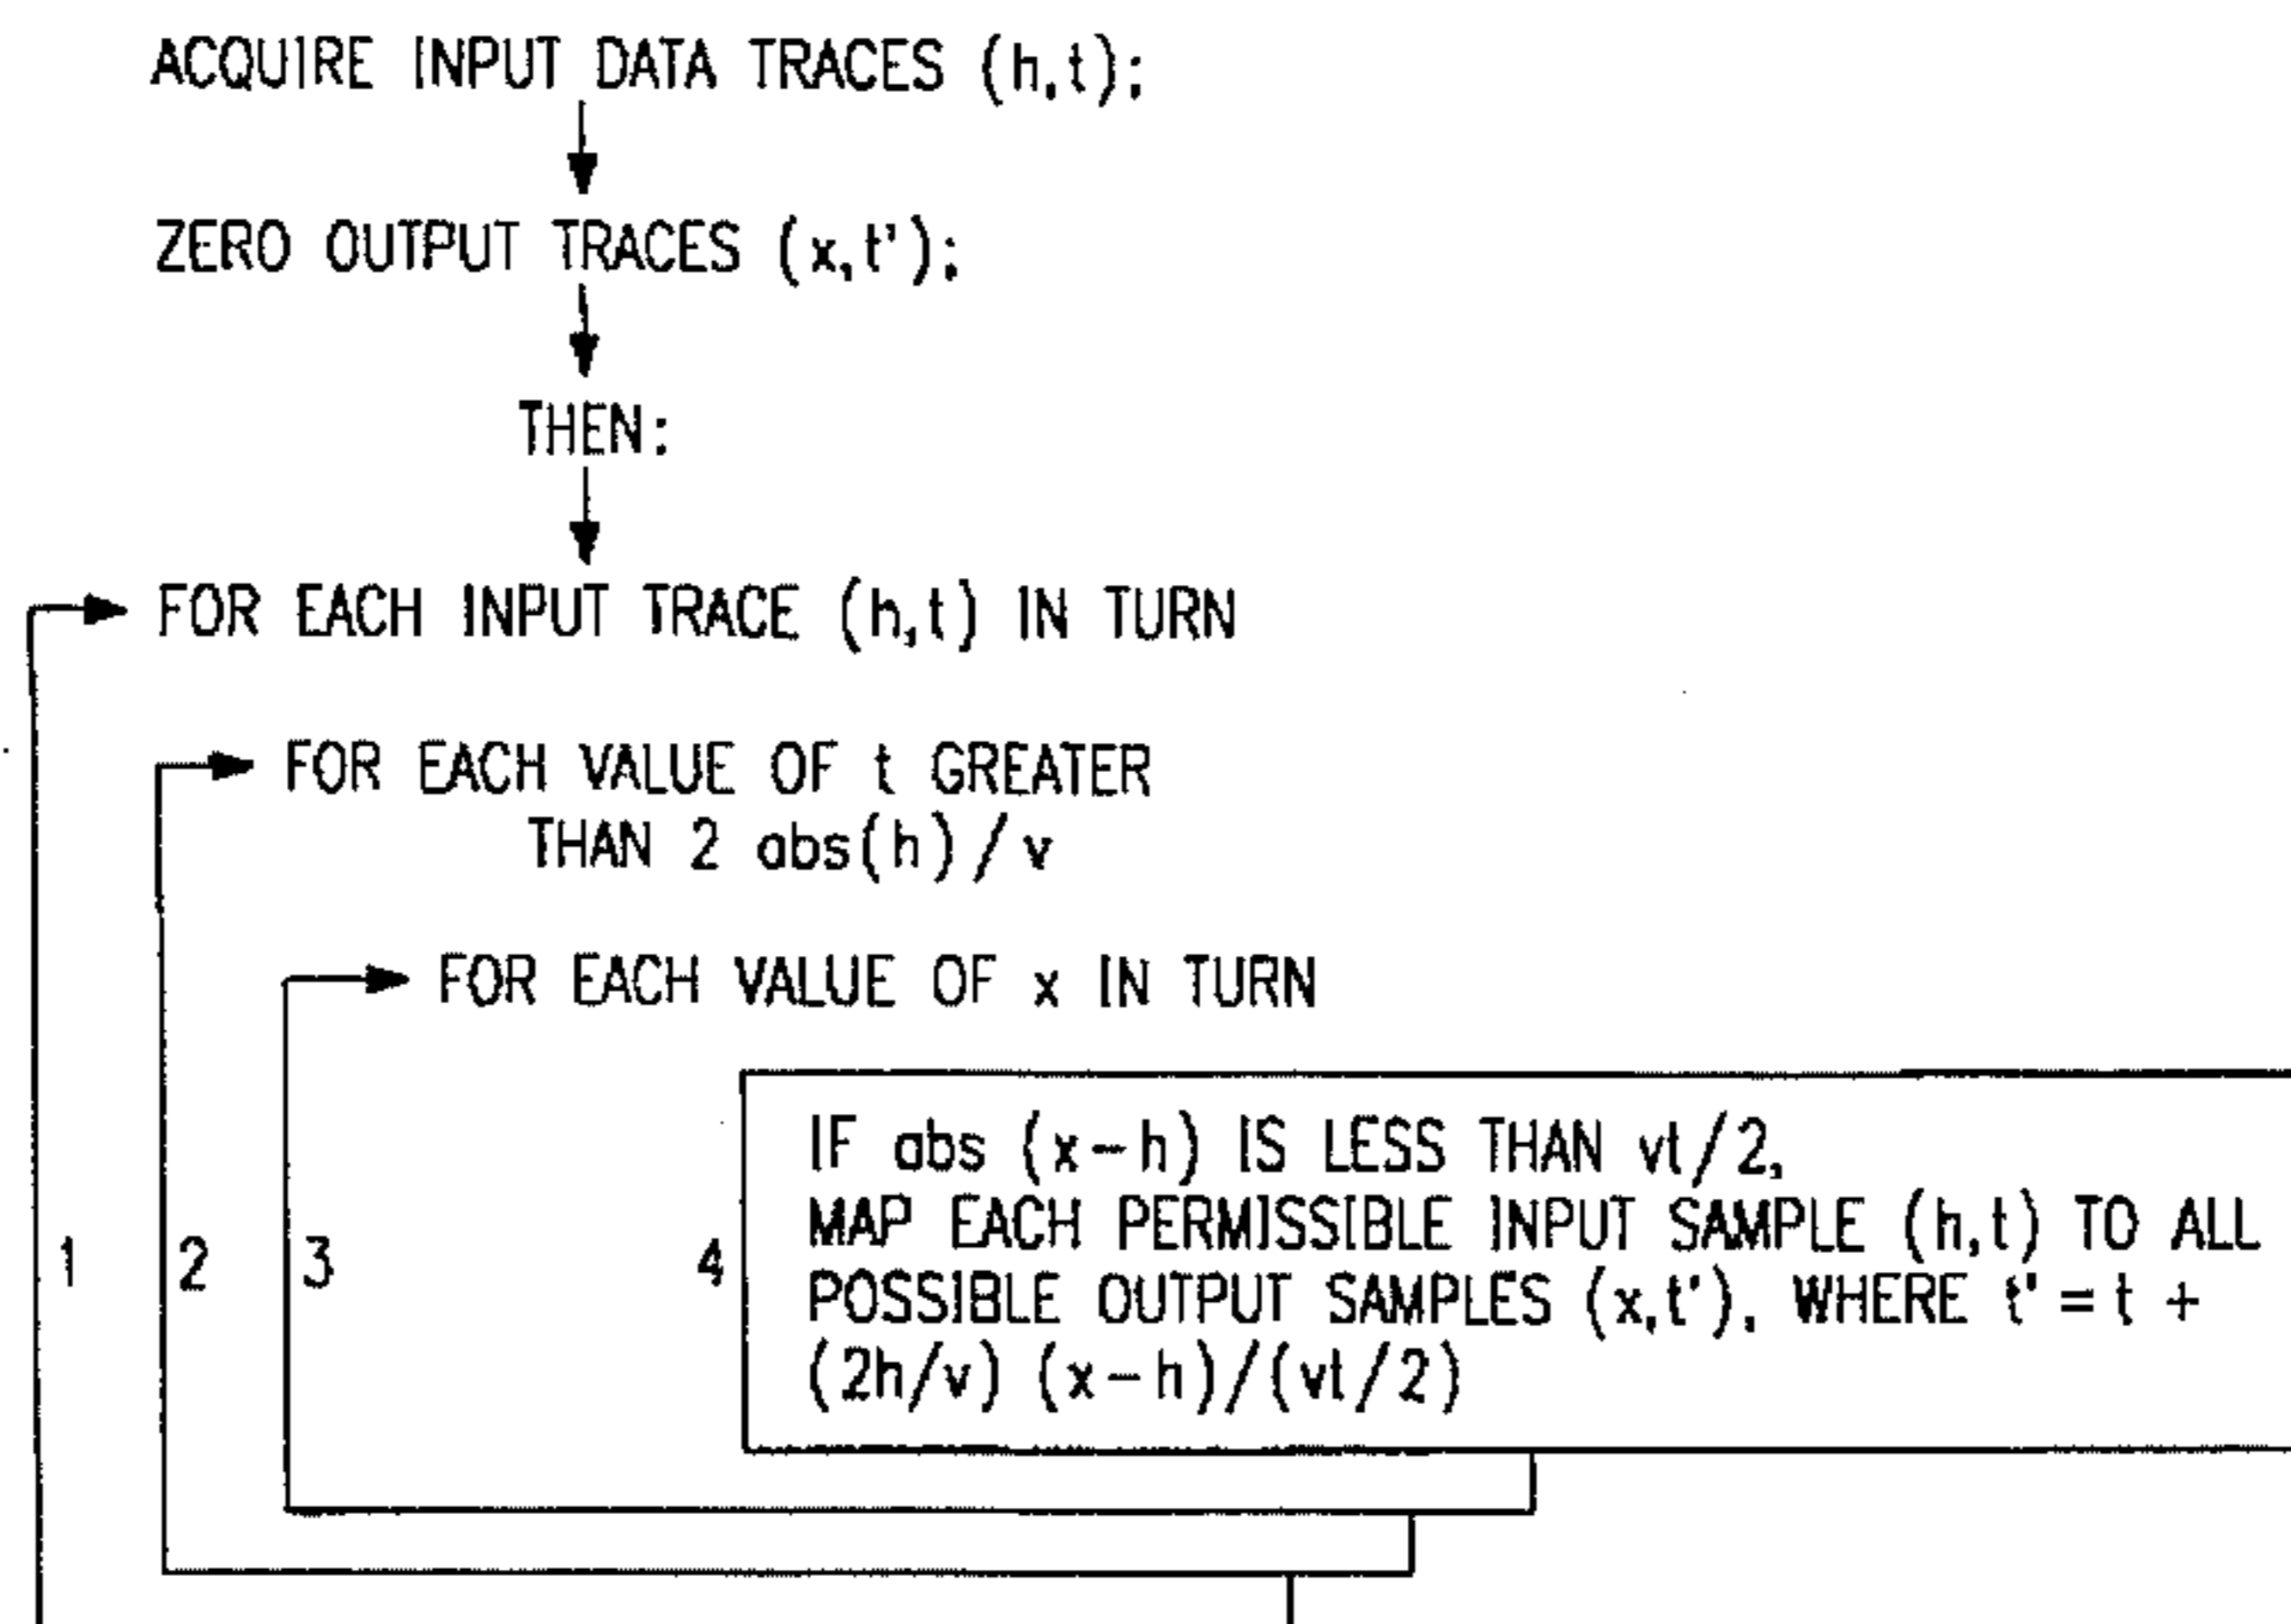 ACQUIRE INPUT DATA TRACES (h,t);
ZERO OUTPUT TRACES (x,t');
THEN:
FOR EACH INPUT TRACE (h,t) IN TURN
FOR EACH VALUE OF t GREATER
THAN 2 abs(h)/v
FOR EACH VALUE OF x IN TURN
IF abs (x-h) IS LESS THAN vt/2,
MAP EACH PERMISSIBLE INPUT SAMPLE (h,t) TO ALL
1 2 3 4
POSSIBLE OUTPUT SAMPLES (x,t'), WHERE t' = t +
(2h/v) (x-h)/(vt/2)